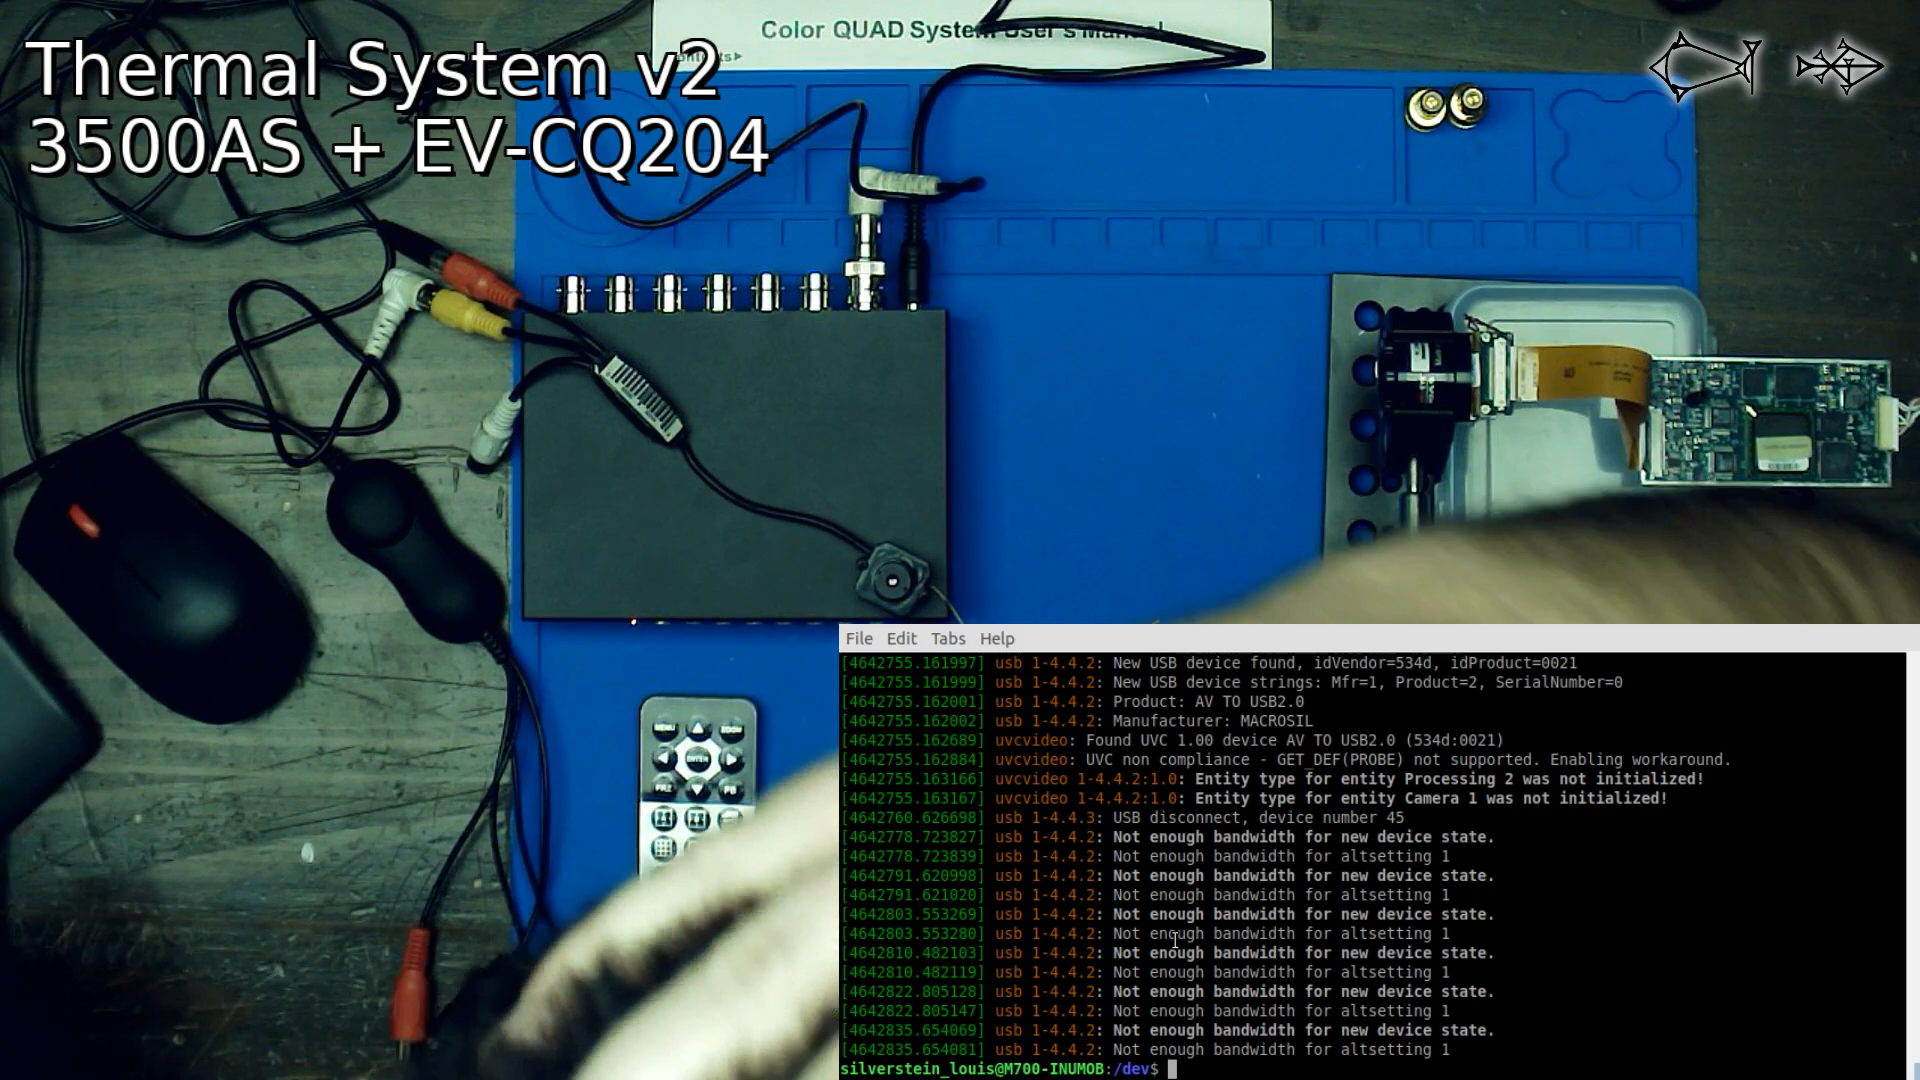 Color QUAD System User's Manual
Thermal System v2
3500AS + EV-CQ204
MENU
ZOOM
ENTER
FRZ
PB
File Edit Tabs Help
[4642755.161997] usb 1-4.4.2: New USB device found, idVendor=534d, idProduct=0021
[4642755.161999] usb 1-4.4.2: New USB device strings: Mfr=1, Product=2, SerialNumber=0
[4642755.162001] usb 1-4.4.2: Product: AV TO USB2.0
[4642755.162002] usb 1-4.4.2: Manufacturer: MACROSIL
[4642755.162689] uvcvideo: Found UVC 1.00 device AV TO USB2.0 (534d:0021)
[4642755.162884] uvcvideo: UVC non compliance - GET_DEF(PROBE) not supported. Enabling workaround.
[4642755.163166] uvcvideo 1-4.4.2:1.0: Entity type for entity Processing 2 was not initialized!
[4642755.163167] uvcvideo 1-4.4.2:1.0: Entity type for entity Camera 1 was not initialized!
[4642760.626698] usb 1-4.4.3: USB disconnect, device number 45
[4642778.723827] usb 1-4.4.2: Not enough bandwidth for new device state.
[4642778.723839] usb 1-4.4.2: Not enough bandwidth for altsetting 1
[4642791.620998] usb 1-4.4.2: Not enough bandwidth for new device state.
[4642791.621020] usb 1-4.4.2: Not enough bandwidth for altsetting 1
[4642803.553269] usb 1-4.4.2: Not enough bandwidth for new device state.
[4642803.553280] usb 1-4.4.2: Not enough bandwidth for altsetting 1
[4642810.482103] usb 1-4.4.2: Not enough bandwidth for new device state.
[4642810.482119] usb 1-4.4.2: Not enough bandwidth for altsetting 1
[4642822.805128] usb 1-4.4.2: Not enough bandwidth for new device state.
[4642822.805147] usb 1-4.4.2: Not enough bandwidth for altsetting 1
[4642835.654069] usb 1-4.4.2: Not enough bandwidth for new device state.
[4642835.654081] usb 1-4.4.2: Not enough bandwidth for altsetting 1
silverstein_louis@M700-INUMOB:/dev$